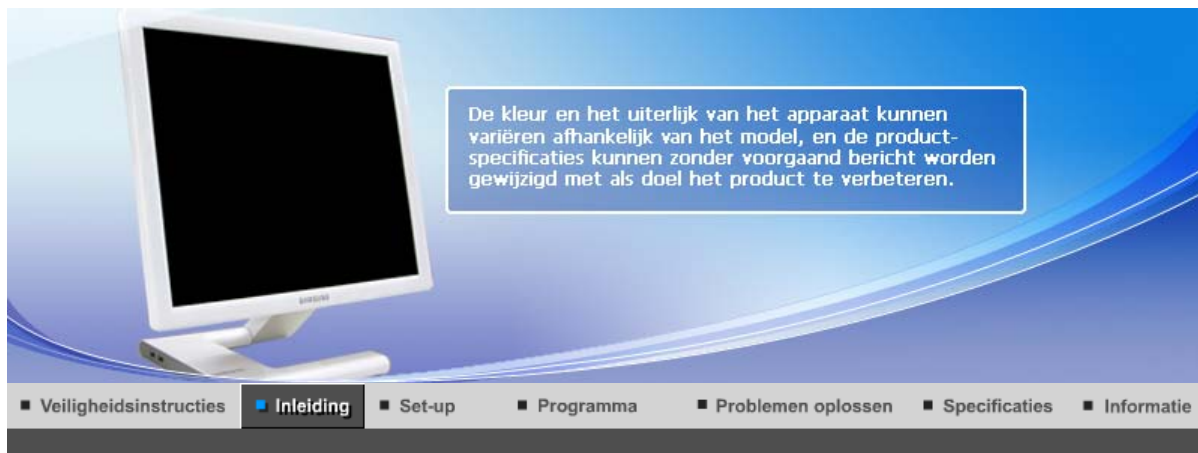 De kleur en het uiterlijk van het apparaat kunnen
variëren afhankelijk van het model, en de product-
specificaties kunnen zonder voorgaand bericht worden
gewijzigd met als doel het product te verbeteren.
SAMSUNG
Veiligheidsinstructies Inleiding Set-up Programma Problemen oplossen Specificaties Informatie